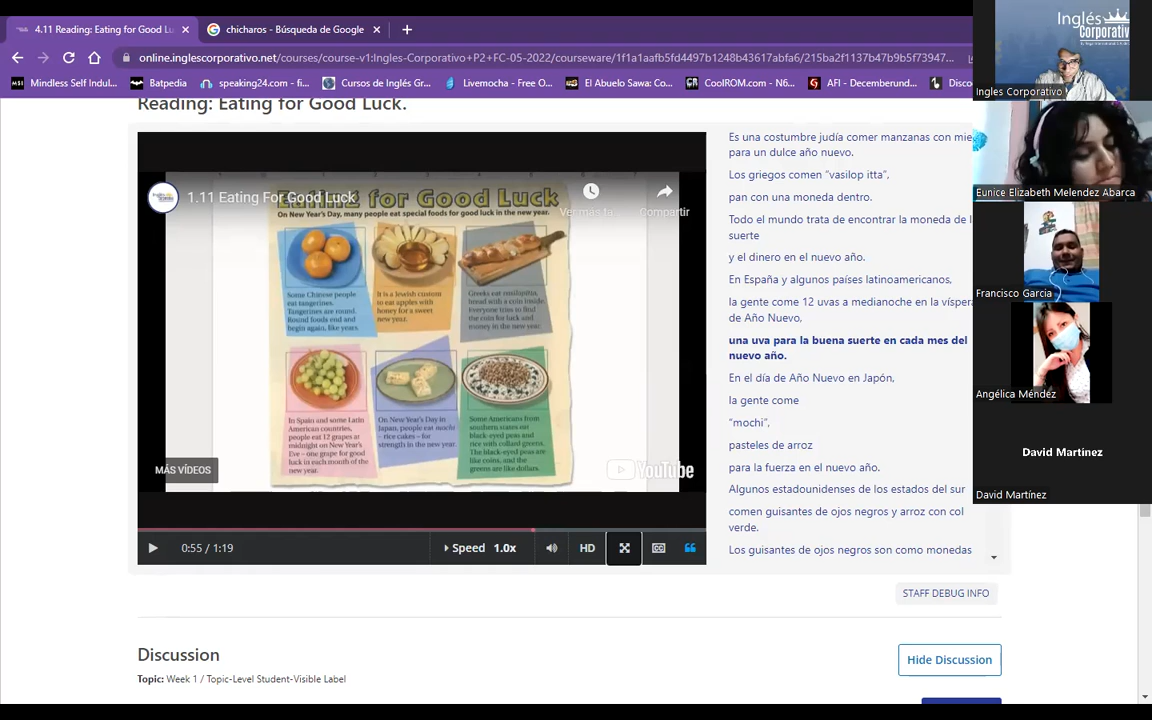 4.11 Reading: Eating for Good Lu
chicharos - Búsqueda de Google
online.inglescorporativo.net/courses/course-v1:Ingles-Corporativo+P2+FC-05-2022/courseware/1f1a1aafb5fd4497b1248b43617abfa6/215ba2f1137b47b9b5f73947...
Mindless Self Indul...
Batpedia
speaking24.com - fi...
Cursos de Inglés Gr...
Livemocha - Free O...
El Abuelo Sawa: Co...
CoolROM.com - N6...
AFI - Decemberund...
Disco
Reading: Eating for Good Luck.
1.11 Eating For Good Luck
Ver más ta...
Compartir
Eating for Good Luck
On New Year's Day, many people eat special foods for good luck in the new year.
Some Chinese people
eat tangerines.
Tangerines are round.
Round foods end and
begin again, like years.
It is a Jewish custom
to eat apples with
honey for a sweet
new year.
Greeks eat vasilopitta,
bread with a coin inside.
Everyone tries to find
the coin for luck and
money in the new year.
In Spain and some Latin
American countries,
people eat 12 grapes at
midnight on New Year's
Eve – one grape for good
luck in each month of the
new year.
On New Year's Day in
Japan, people eat mochi
– rice cakes – for
strength in the new year.
Some Americans from
southern states eat
black-eyed peas and
rice with collard greens.
The black-eyed peas are
like coins, and the
greens are like dollars.
MÁS VÍDEOS
YouTube
0:55 / 1:19
Speed 1.0x
HD
Es una costumbre judía comer manzanas con mie
para un dulce año nuevo.
Los griegos comen "vasilop itta",
pan con una moneda dentro.
Todo el mundo trata de encontrar la moneda de l
suerte
y el dinero en el nuevo año.
En España y algunos países latinoamericanos,
la gente come 12 uvas a medianoche en la víspera
de Año Nuevo,
una uva para la buena suerte en cada mes del
nuevo año.
En el día de Año Nuevo en Japón,
la gente come
"mochi",
pasteles de arroz
para la fuerza en el nuevo año.
Algunos estadounidenses de los estados del sur
comen guisantes de ojos negros y arroz con col
verde.
Los guisantes de ojos negros son como monedas
STAFF DEBUG INFO
Discussion
Topic: Week 1 / Topic-Level Student-Visible Label
Hide Discussion
Inglés
Corporativ
Ingles Corporativo
Eunice Elizabeth Melendez Abarca
Francisco Garcia
Angélica Méndez
David Martínez
David Martínez